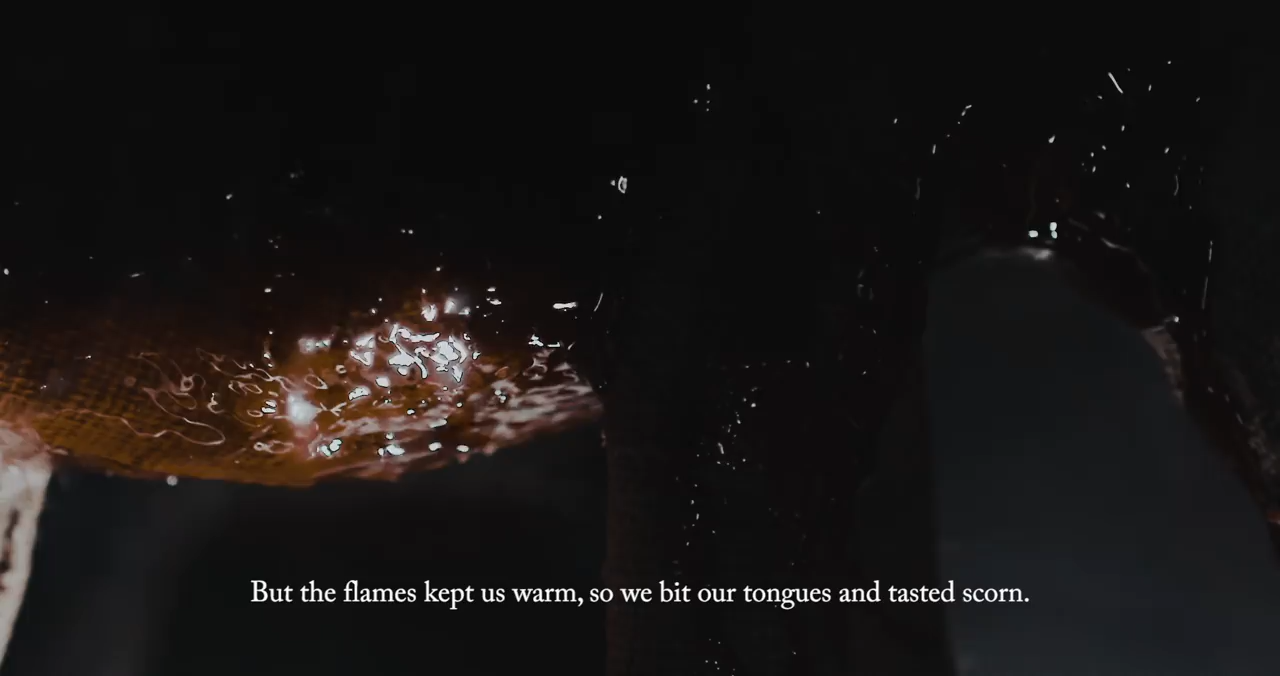 But the flames kept us warm, so we bit our tongues and tasted scorn.